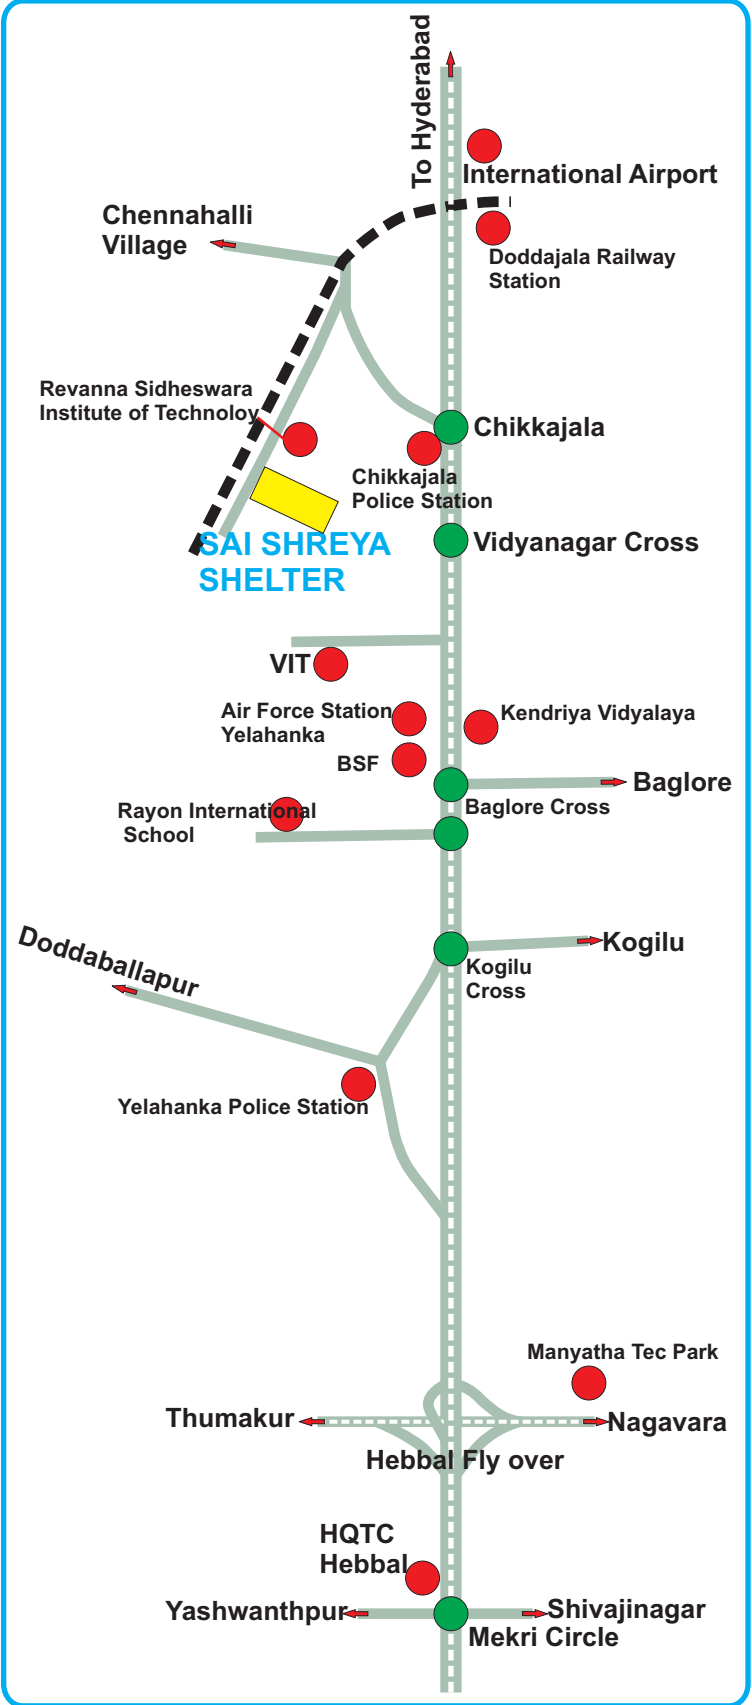 To Hyderabad
International Airport
Chennahalli
Village
Doddajala Railway
Station
Revanna Sidheswara
Institute of Technoloy
Chikkajala
Chikkajala
Police Station
SAI SHREYA
SHELTER
Vidyanagar Cross
VIT
Air Force Station
Yelahanka
Kendriya Vidyalaya
BSF
Baglore
Baglore Cross
Rayon International
School
Doddaballapur
Kogilu
Kogilu
Cross
Yelahanka Police Station
Manyatha Tec Park
Thumakur
Nagavara
Hebbal Fly over
HQTC
Hebbal
Yashwanthpur
Shivajinagar
Mekri Circle